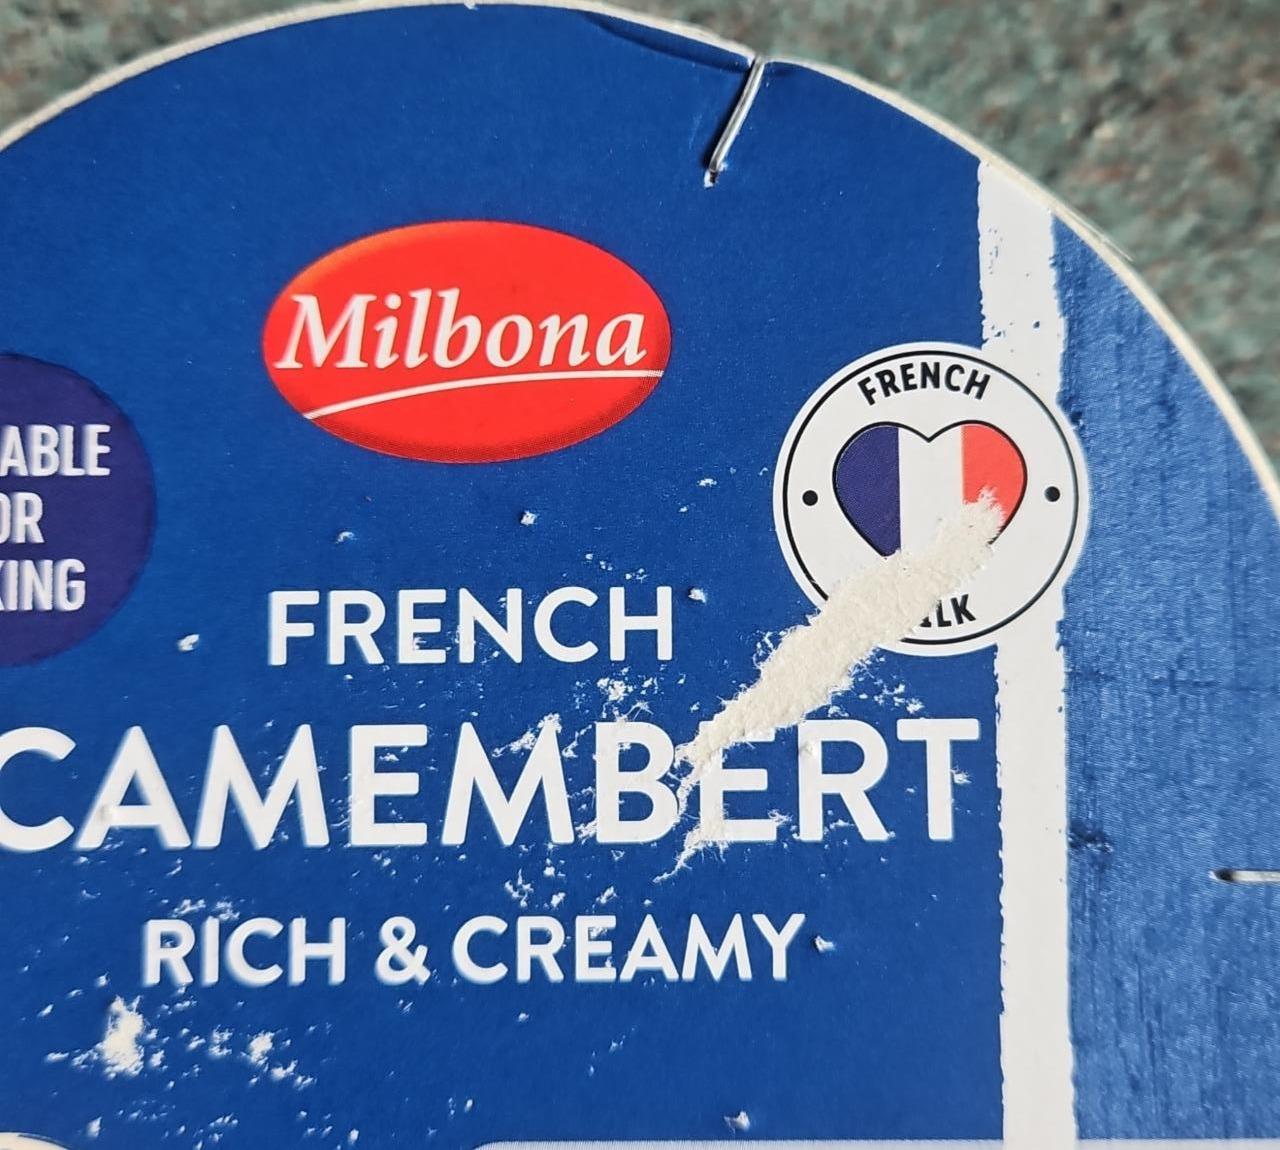 Milbona
FRENCH
ABLE
OR
KING
FRENCH
CAMEMBERT
RICH & CREAMY